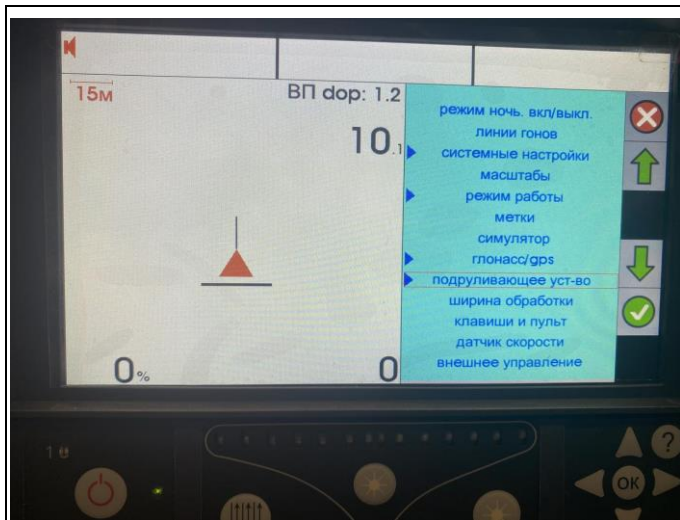 15м
ВП dop: 1.2
10.1
0%
0
режим ночь. вкл/выкл.
линии гонов
системные настройки
масштабы
режим работы
метки
симулятор
глонасс/gps
подруливающее уст-во
ширина обработки
клавиши и пульт
датчик скорости
внешнее управление
?
OK